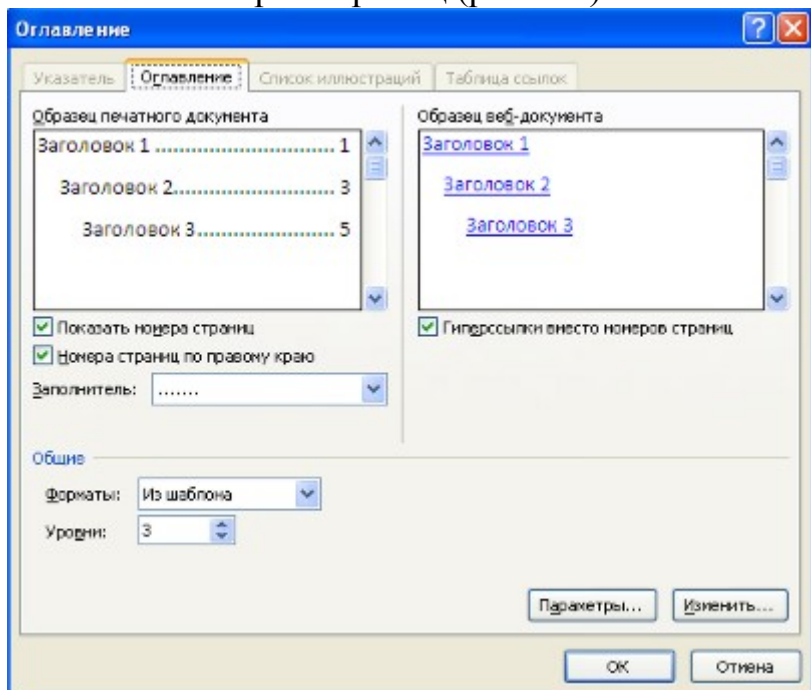 Оглавление
Указатель Оглавление Список иллюстраций Таблица ссылок
Образец печатного документа
Заголовок 1 .................................. 1
Заголовок 2.............................. 3
Заголовок 3......................... 5
Образец веб-документа
Заголовок 1
Заголовок 2
Заголовок 3
Показать номера страниц
Номера страниц по правому краю
Заполнитель: .......
Гиперссылки вместо номеров страниц
Общие
Форматы: Из шаблона
Уровни: 3
Параметры... Изменить...
ОК Отмена